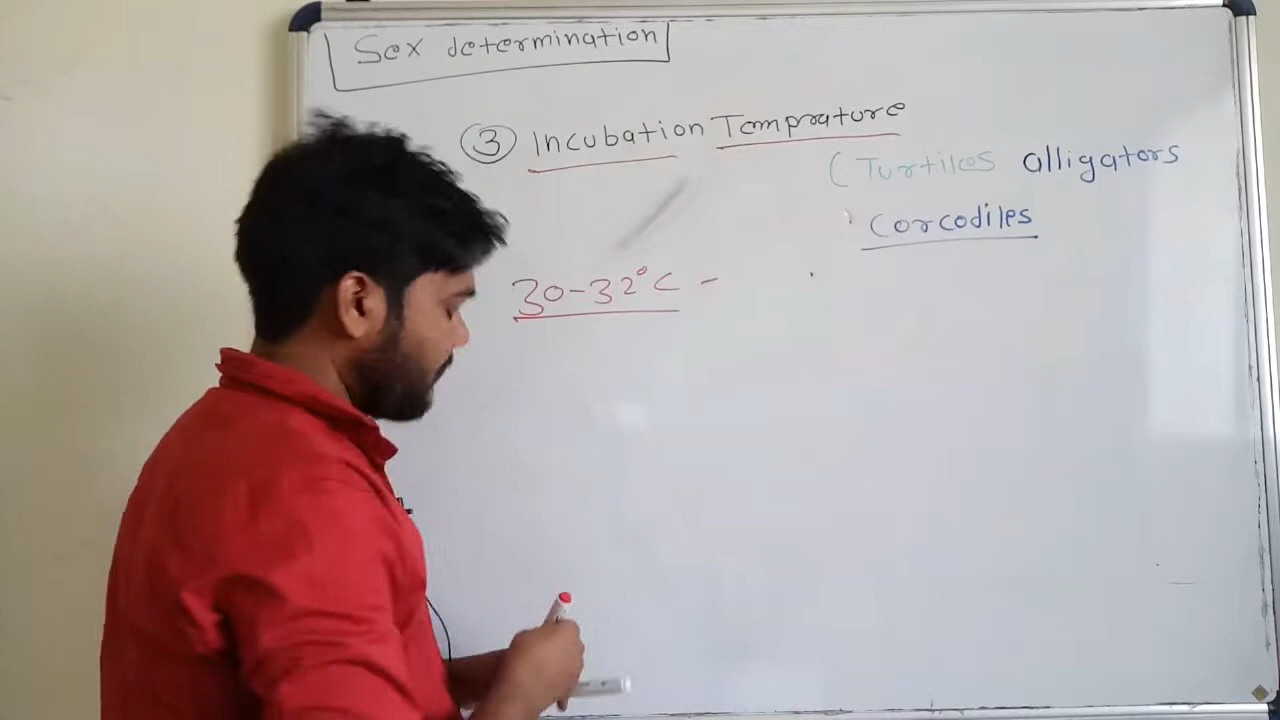 Sex determination
③ Incubation Temprature
( Turtiles alligators
Corcodiles
30-32°C -